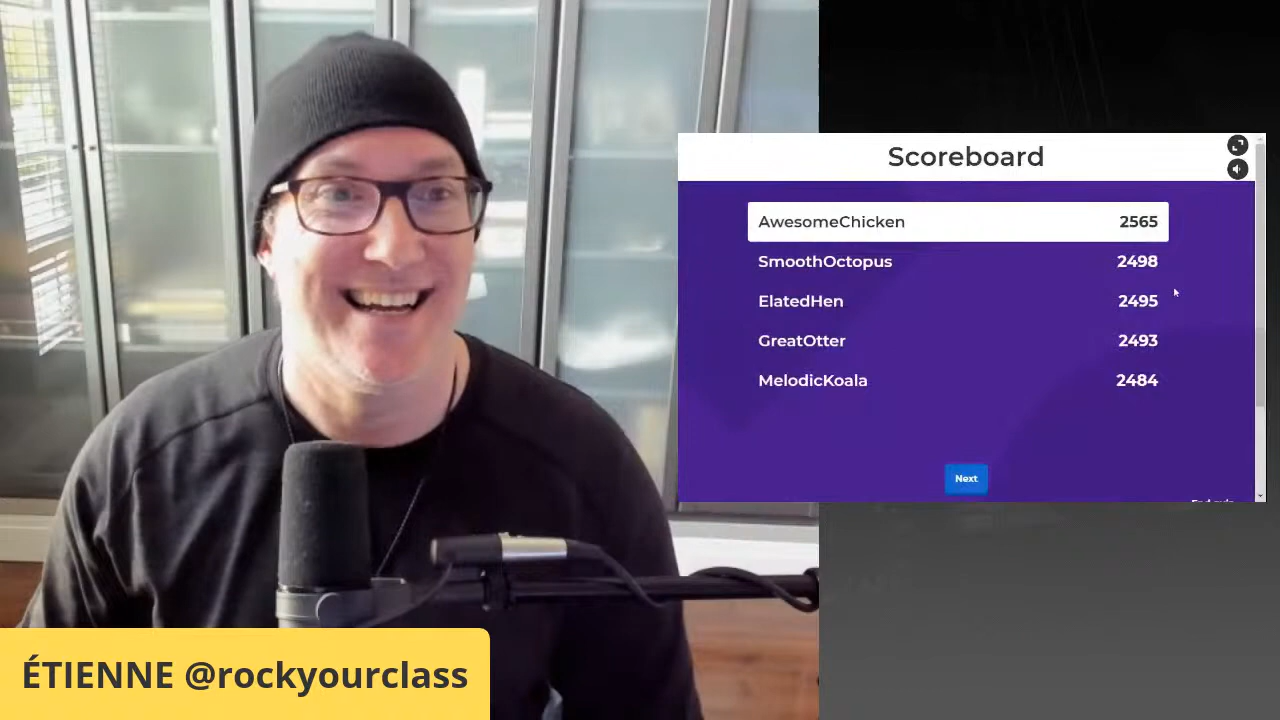 Scoreboard
AwesomeChicken 2565
SmoothOctopus 2498
ElatedHen 2495
GreatOtter 2493
MelodicKoala 2484
Next
ÉTIENNE @rockyourclass